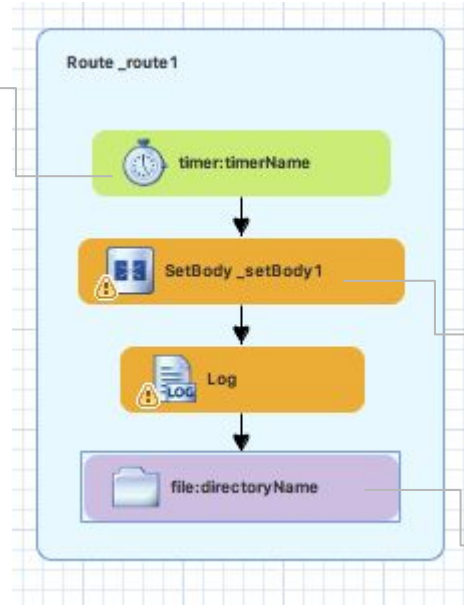 Route _route1
timer:timerName
SetBody _setBody1
LOG
Log
file:directoryName